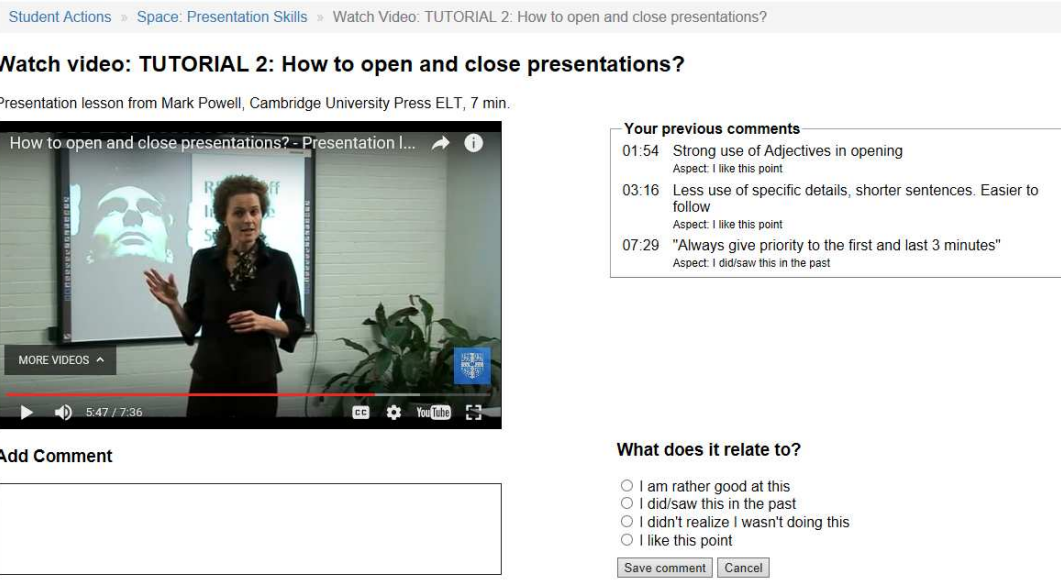 Student Actions » Space: Presentation Skills » Watch Video: TUTORIAL 2: How to open and close presentations?
Watch video: TUTORIAL 2: How to open and close presentations?
Presentation lesson from Mark Powell, Cambridge University Press ELT, 7 min.
How to open and close presentations? - Presentation l...
MORE VIDEOS
5:47 / 7:36
CC
YouTube
Add Comment
Your previous comments
01:54 Strong use of Adjectives in opening
Aspect: I like this point
03:16 Less use of specific details, shorter sentences. Easier to
follow
Aspect: I like this point
07:29 "Always give priority to the first and last 3 minutes"
Aspect: I did/saw this in the past
What does it relate to?
I am rather good at this
I did/saw this in the past
I didn't realize I wasn't doing this
I like this point
Save comment Cancel